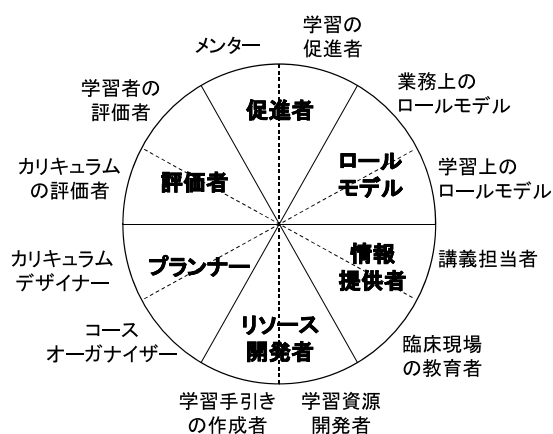 メンター
学習の
促進者
学習者の
評価者
業務上の
ロールモデル
促進者
カリキュラム
の評価者
評価者
ロール
モデル
学習上の
ロールモデル
カリキュラム
デザイナー
プランナー
情報
提供者
講義担当者
コース
オーガナイザー
リソース
開発者
臨床現場
の教育者
学習手引き
の作成者
学習資源
開発者